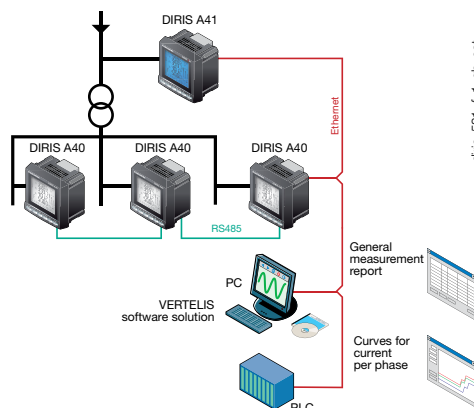 DIRIS A41
Ethernet
DIRIS A40
DIRIS A40
DIRIS A40
RS485
General
measurement
report
PC
VERTELIS
software solution
Curves for
current
per phase
PLC